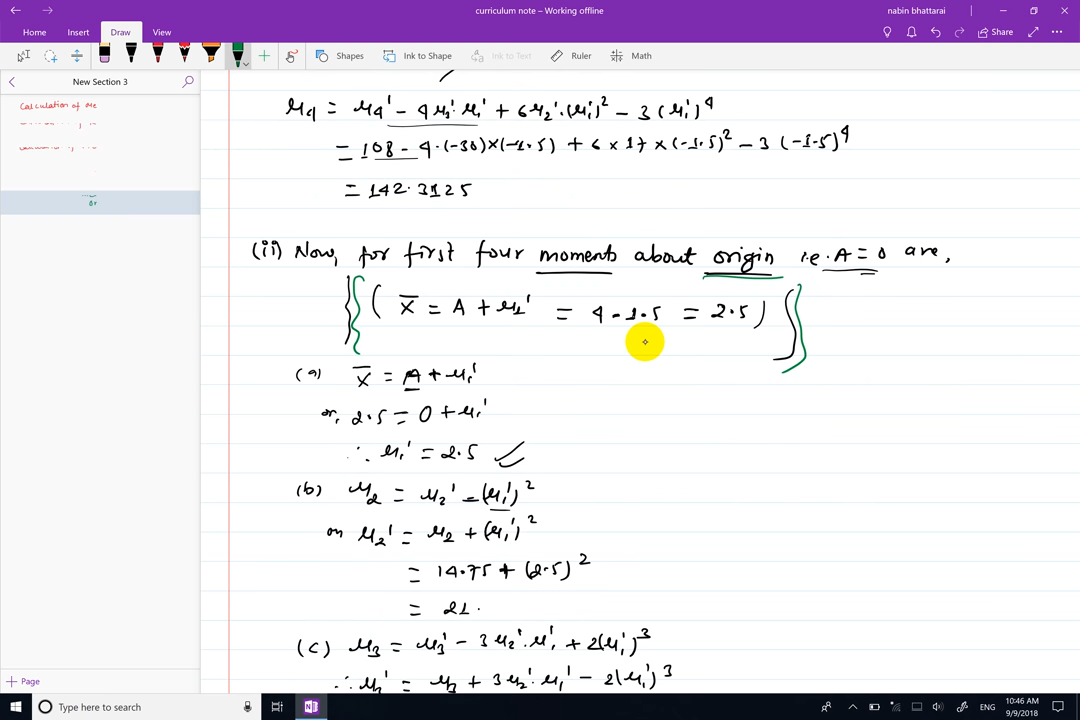 curriculum note – Working offline
nabin bhattarai
Home Insert Draw View
Share
Shapes Ink to Shape Ink to Text Ruler Math
New Section 3
Calculation of Me
μ4 = μ4' - 4μ3'.μ1' + 6μ2'.(μ1')² - 3(μ1')⁴
= 108 - 4.(-30)×(-1.5) + 6×17×(-1.5)² - 3(-1.5)⁴
= 142.3125
(ii) Now, for first four moments about origin i.e. A=0 are,
{{ ( X̄ = A + μ1' = 4 - 1.5 = 2.5 ) }}
(a) X̄ = A + μ1'
or, 2.5 = 0 + μ1'
∴ μ1' = 2.5 ✓
(b) μ2 = μ2' - (μ1')²
or μ2' = μ2 + (μ1')²
= 14.75 + (2.5)²
= 21.
(c) μ3 = μ3' - 3μ2'.μ1' + 2(μ1')³
∴ μ3' = μ3 + 3μ2'.μ1' - 2(μ1')³
+ Page
Type here to search
ENG
10:46 AM
9/9/2018